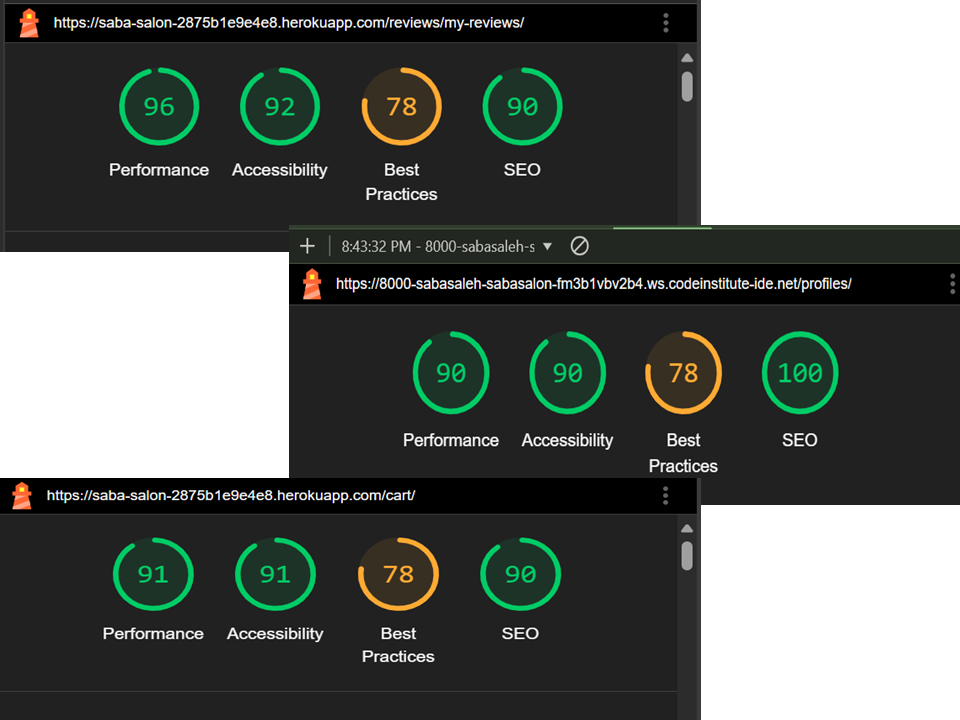 https://saba-salon-2875b1e9e4e8.herokuapp.com/reviews/my-reviews/
96 92 78 90
Performance Accessibility Best Practices SEO
8:43:32 PM - 8000-sabasaleh-s
https://8000-sabasaleh-sabasalon-fm3b1vbv2b4.ws.codeinstitute-ide.net/profiles/
90 90 78 100
Performance Accessibility Best Practices SEO
https://saba-salon-2875b1e9e4e8.herokuapp.com/cart/
91 91 78 90
Performance Accessibility Best Practices SEO